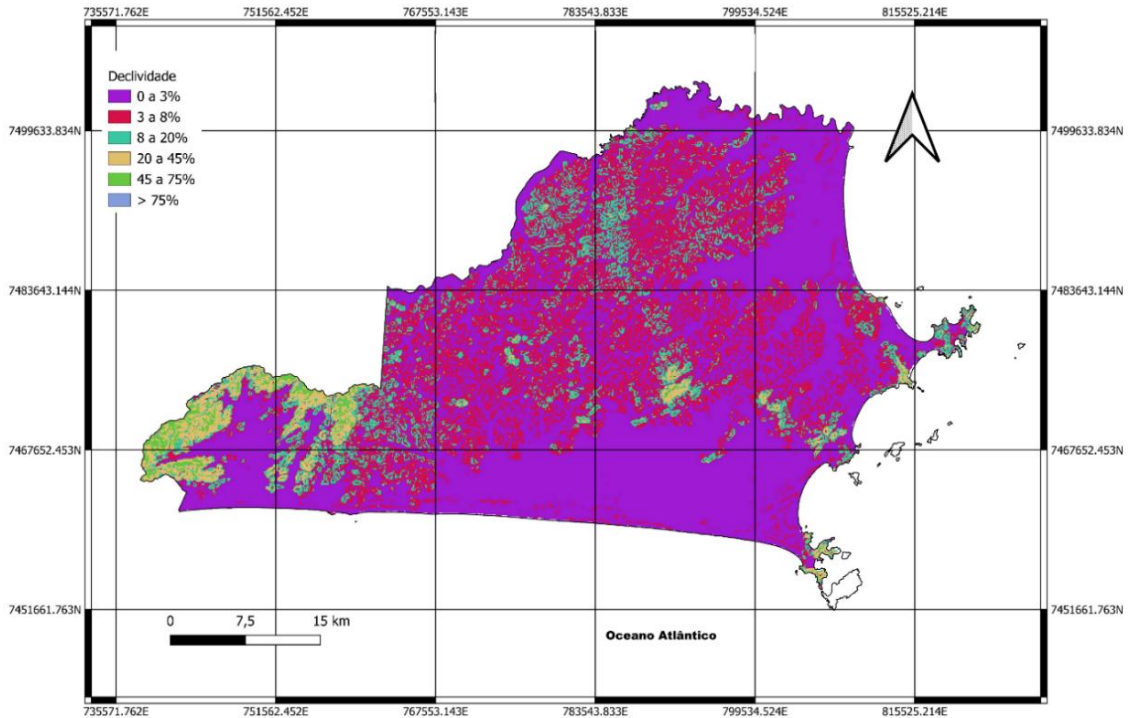 735571.762E 751562.452E 767553.143E 783543.833E 799534.524E 815525.214E
Declividade
0 a 3%
3 a 8%
8 a 20%
20 a 45%
45 a 75%
> 75%
7499633.834N 7499633.834N
7483643.144N 7483643.144N
7467652.453N 7467652.453N
7451661.763N 7451661.763N
0 7,5 15 km
Oceano Atlântico
735571.762E 751562.452E 767553.143E 783543.833E 799534.524E 815525.214E